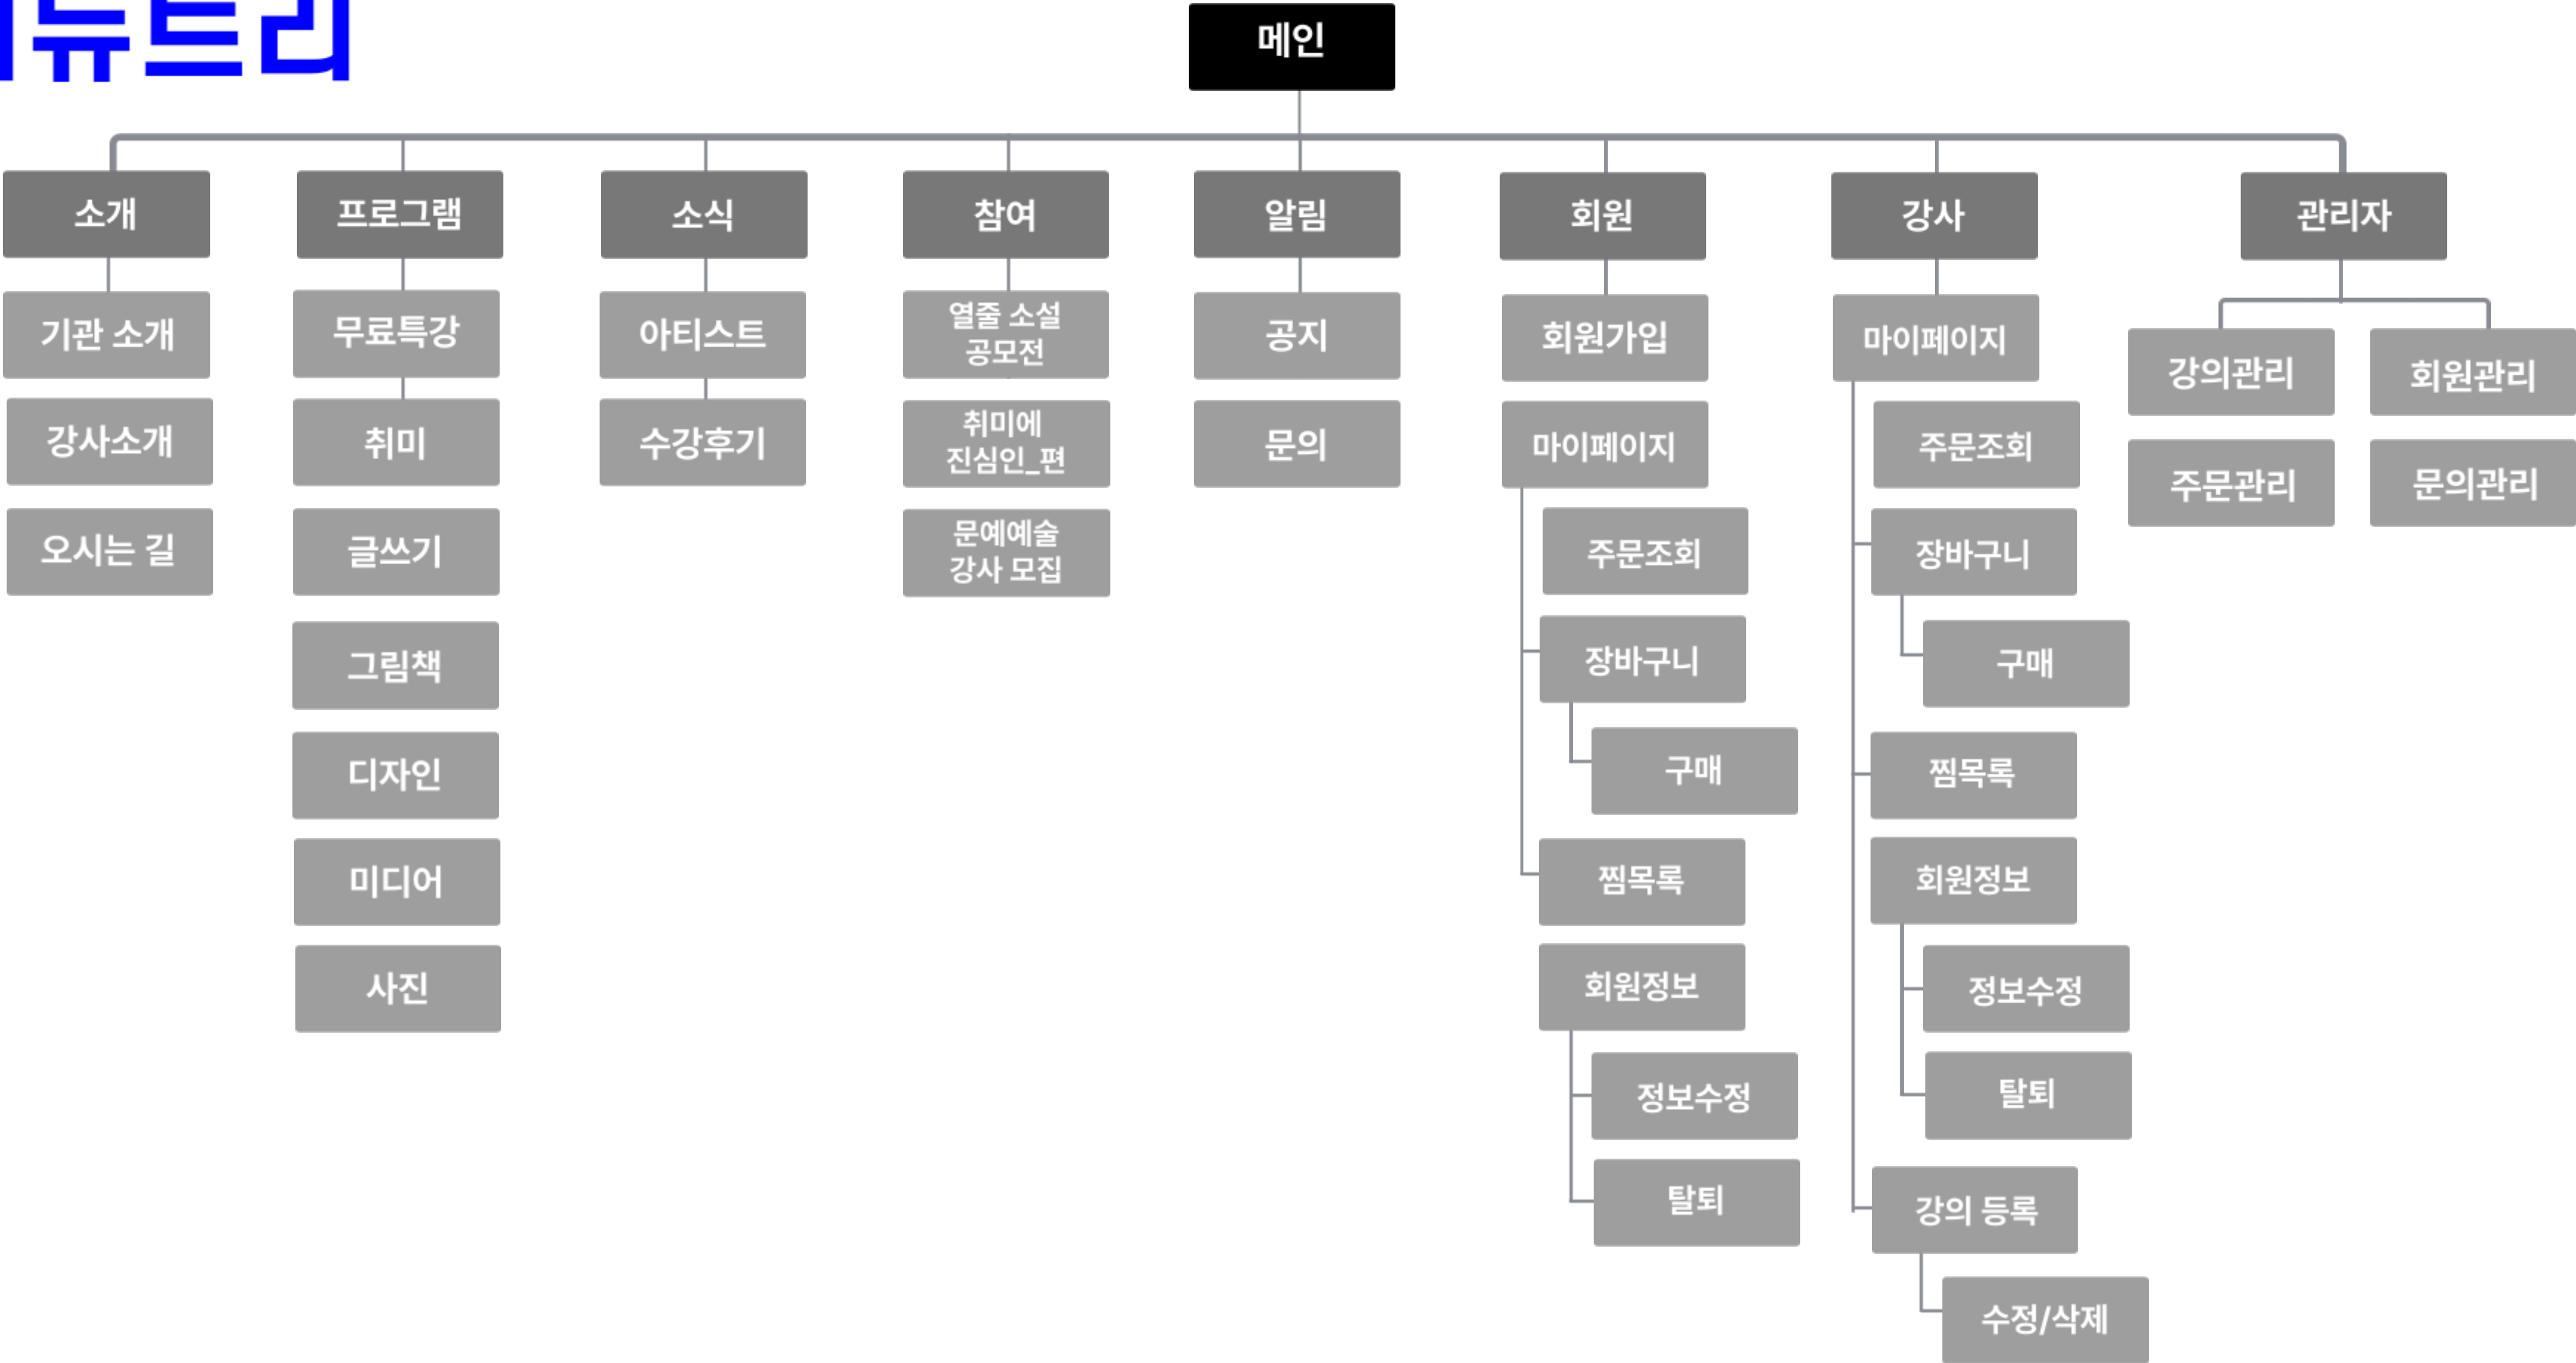 뉴트리
메인
소개
프로그램
소식
참여
알림
회원
강사
관리자
기관 소개
강사소개
오시는 길
무료특강
취미
글쓰기
그림책
디자인
미디어
사진
아티스트
수강후기
열줄 소설
공모전
취미에
진심인_편
문예예술
강사 모집
공지
문의
회원가입
마이페이지
주문조회
장바구니
구매
찜목록
회원정보
정보수정
탈퇴
마이페이지
주문조회
장바구니
구매
찜목록
회원정보
정보수정
탈퇴
강의 등록
수정/삭제
강의관리
회원관리
주문관리
문의관리